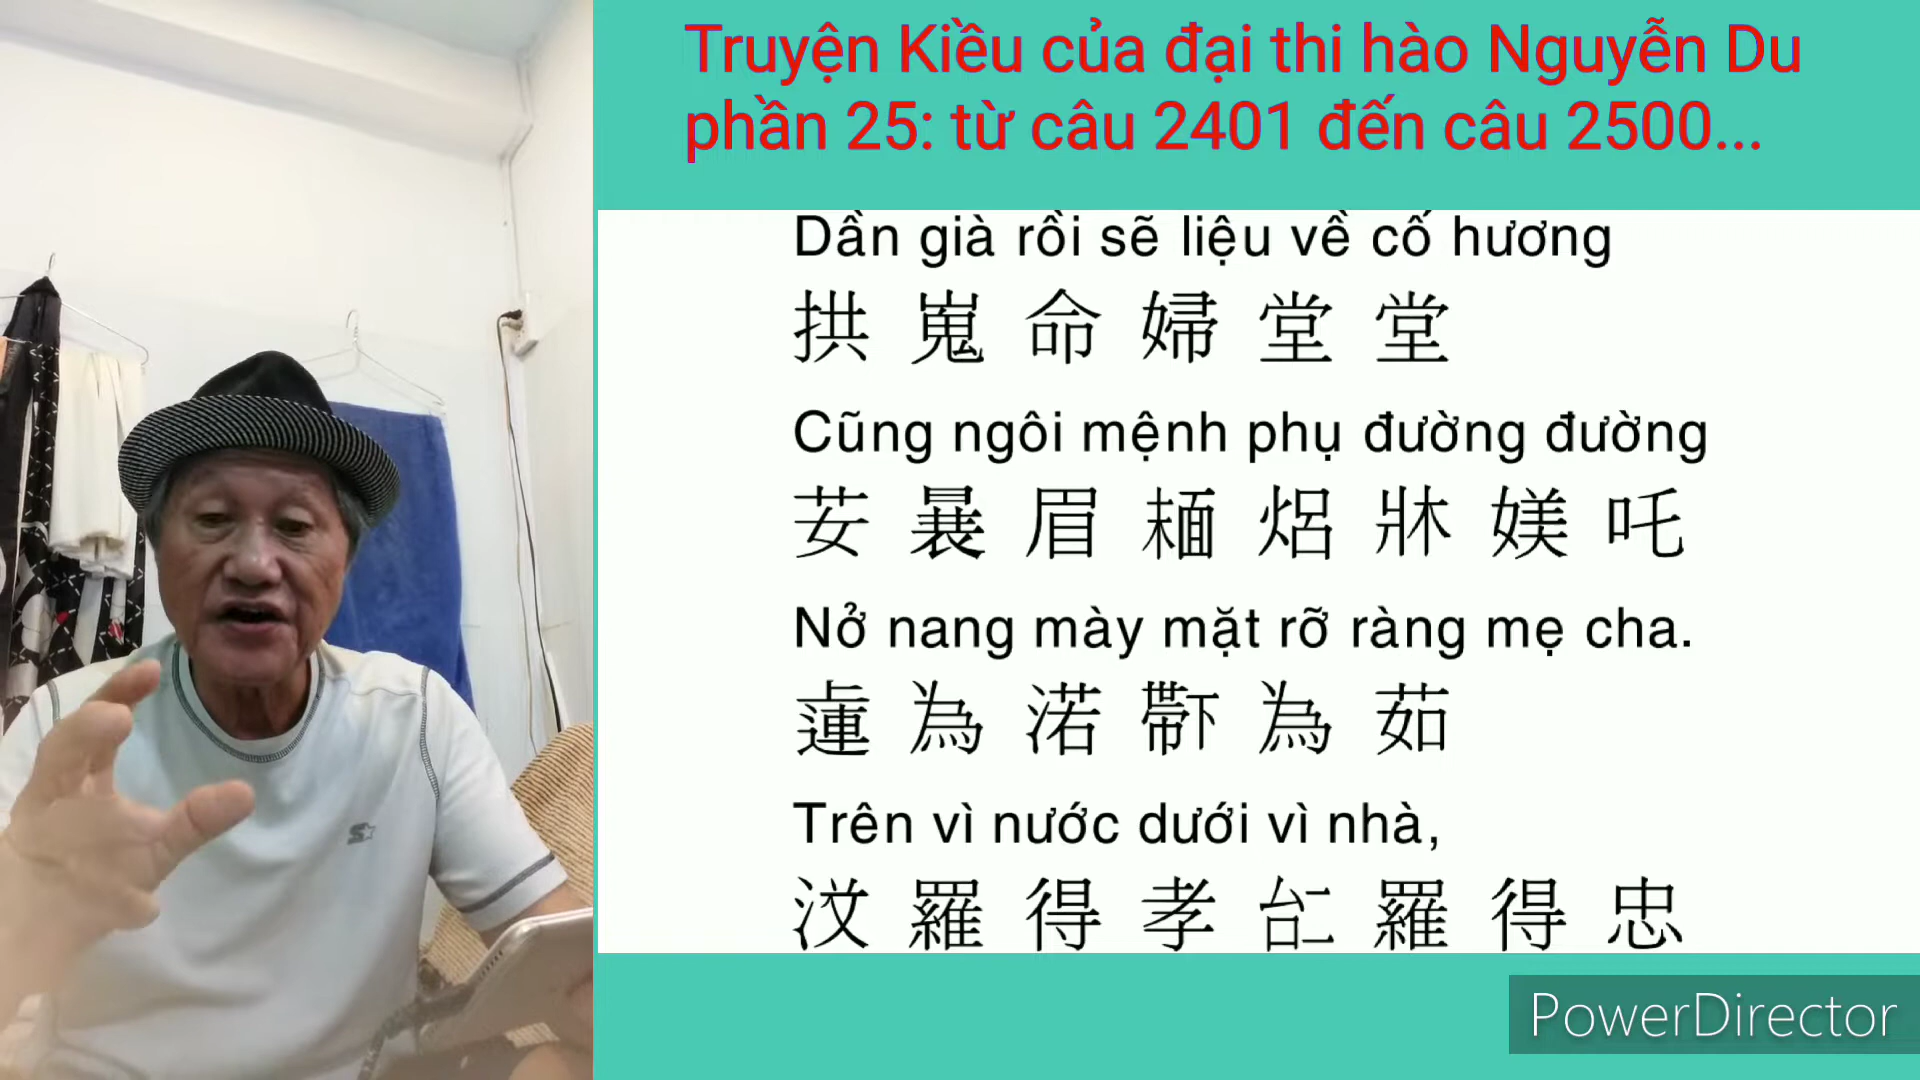 Truyện Kiều của đại thi hào Nguyễn Du
phần 25: từ câu 2401 đến câu 2500...
Dần già rồi sẽ liệu về cố hương
拱 嵬 命 婦 堂 堂
Cũng ngôi mệnh phụ đường đường
眉 𩈘 焒 媄 吒
Nở nang mày mặt rỡ ràng mẹ cha.
𨕭 為 渃 𤲂 為 茹
Trên vì nước dưới vì nhà,
汶 羅 得 孝 𠄩 羅 得 忠
PowerDirector